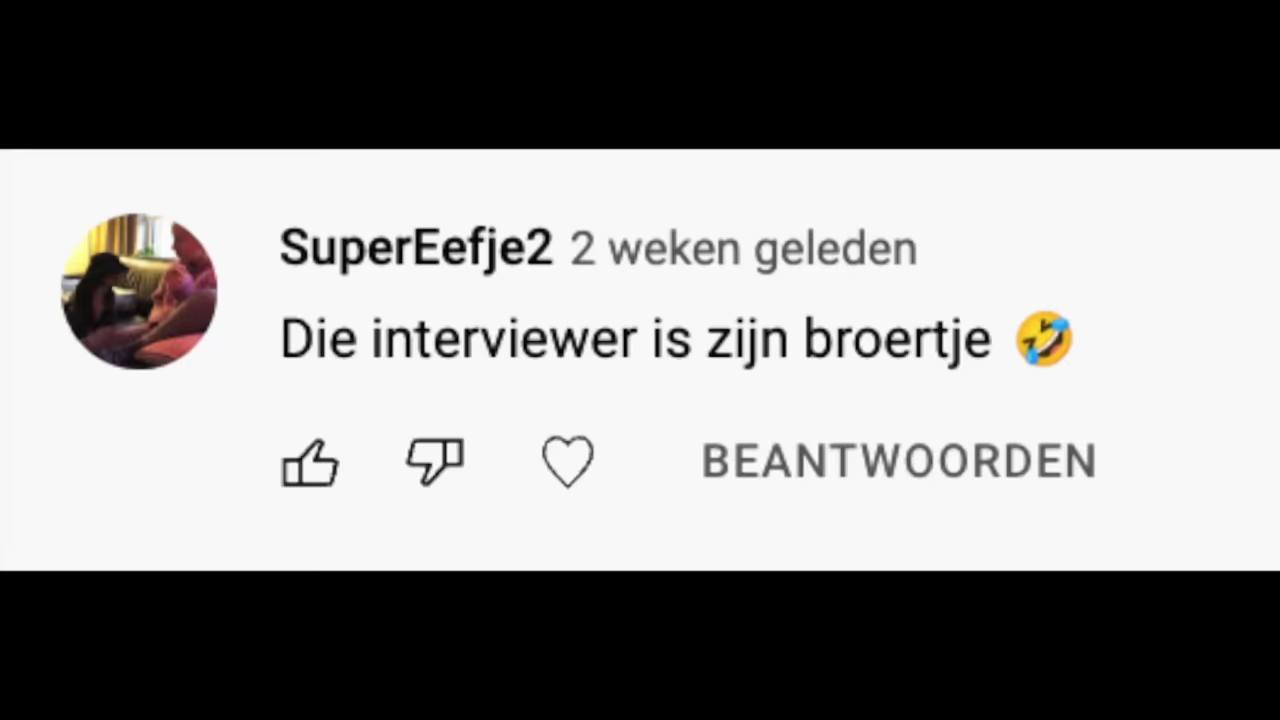 SuperEefje2 2 weken geleden
Die interviewer is zijn broertje 🤣
BEANTWOORDEN